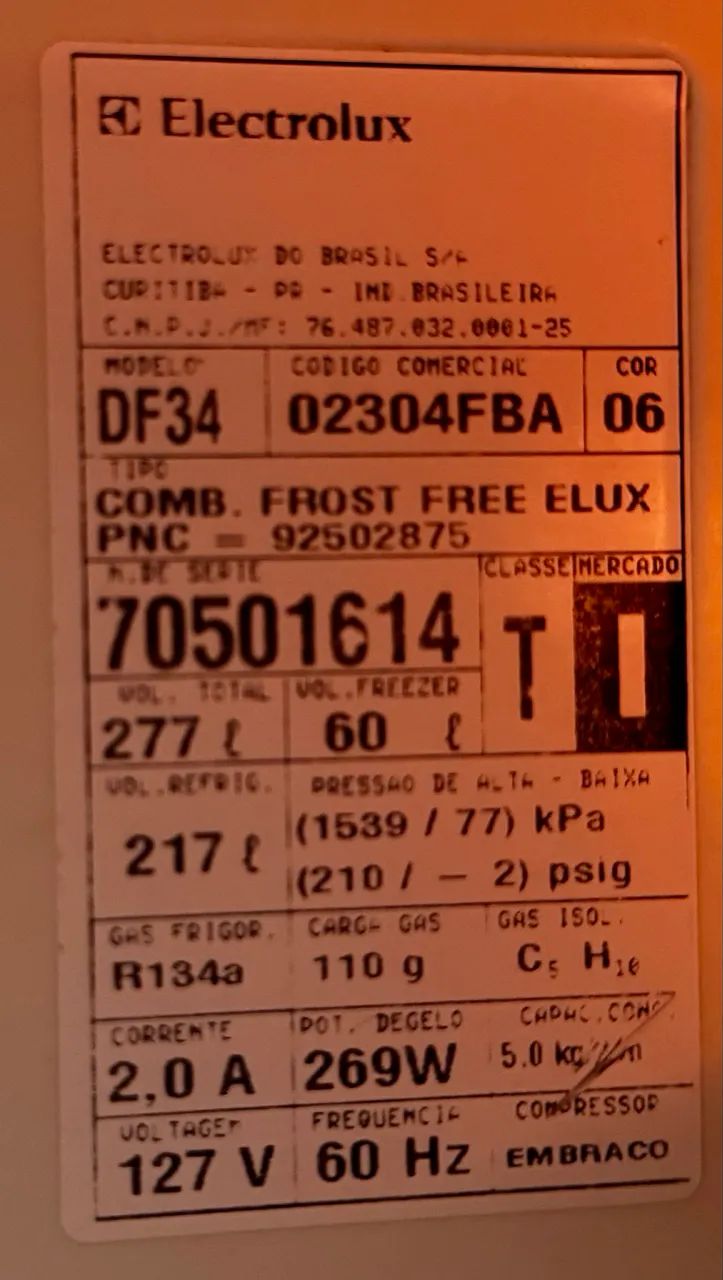 Electrolux
ELECTROLUX DO BRASIL S/A
CURITIBA - PR - IND.BRASILEIRA
C.N.P.J./MF: 76.487.032.0001-25
MODELO CODIGO COMERCIAL COR
DF34 02304FBA 06
TIPO
COMB. FROST FREE ELUX
PNC = 92502875
N.DE SERIE CLASSE MERCADO
70501614 T I
VOL. TOTAL VOL.FREEZER
277 ℓ 60 ℓ
VOL.REFRIG. PRESSAO DE ALTA - BAIXA
217 ℓ (1539 / 77) kPa
(210 / - 2) psig
GAS FRIGOR. CARGA GAS GAS ISOL.
R134a 110 g C₅ H₁₀
CORRENTE POT. DEGELO CAPAC.CONG.
2,0 A 269W 5.0
VOLTAGEM FREQUENCIA COMPRESSOR
127 V 60 Hz EMBRACO